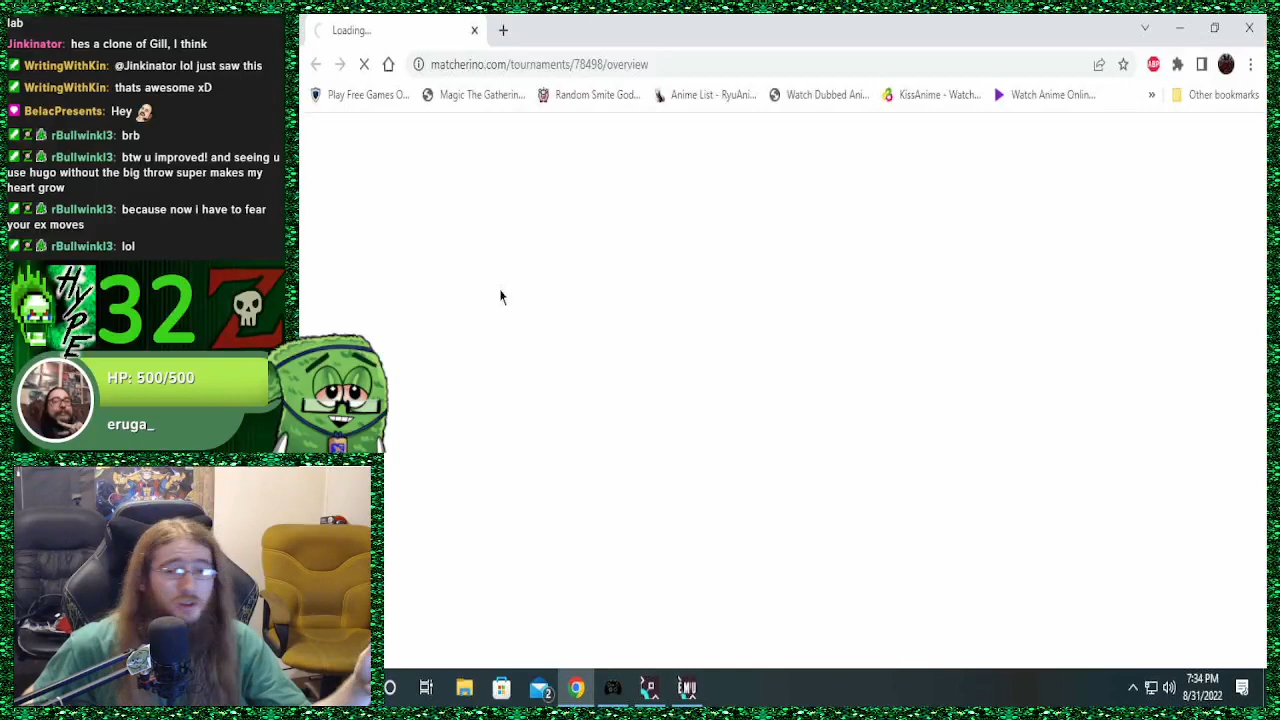 lab
Jinkinator: hes a clone of Gill, I think
WritingWithKin: @Jinkinator lol just saw this
WritingWithKin: thats awesome xD
BelacPresents: Hey
rBullwinkl3: brb
rBullwinkl3: btw u improved! and seeing u
use hugo without the big throw super makes my
heart grow
rBullwinkl3: because now i have to fear
your ex moves
rBullwinkl3: lol
HYPE 32 Z
HP: 500/500
eruga_
Loading...
matcherino.com/tournaments/78498/overview
ABP
Play Free Games O...
Magic The Gatherin...
Random Smite God...
Anime List - RyuAni...
Watch Dubbed Ani...
KissAnime - Watch...
Watch Anime Onlin...
»
Other bookmarks
2
EMU
7:34 PM
8/31/2022